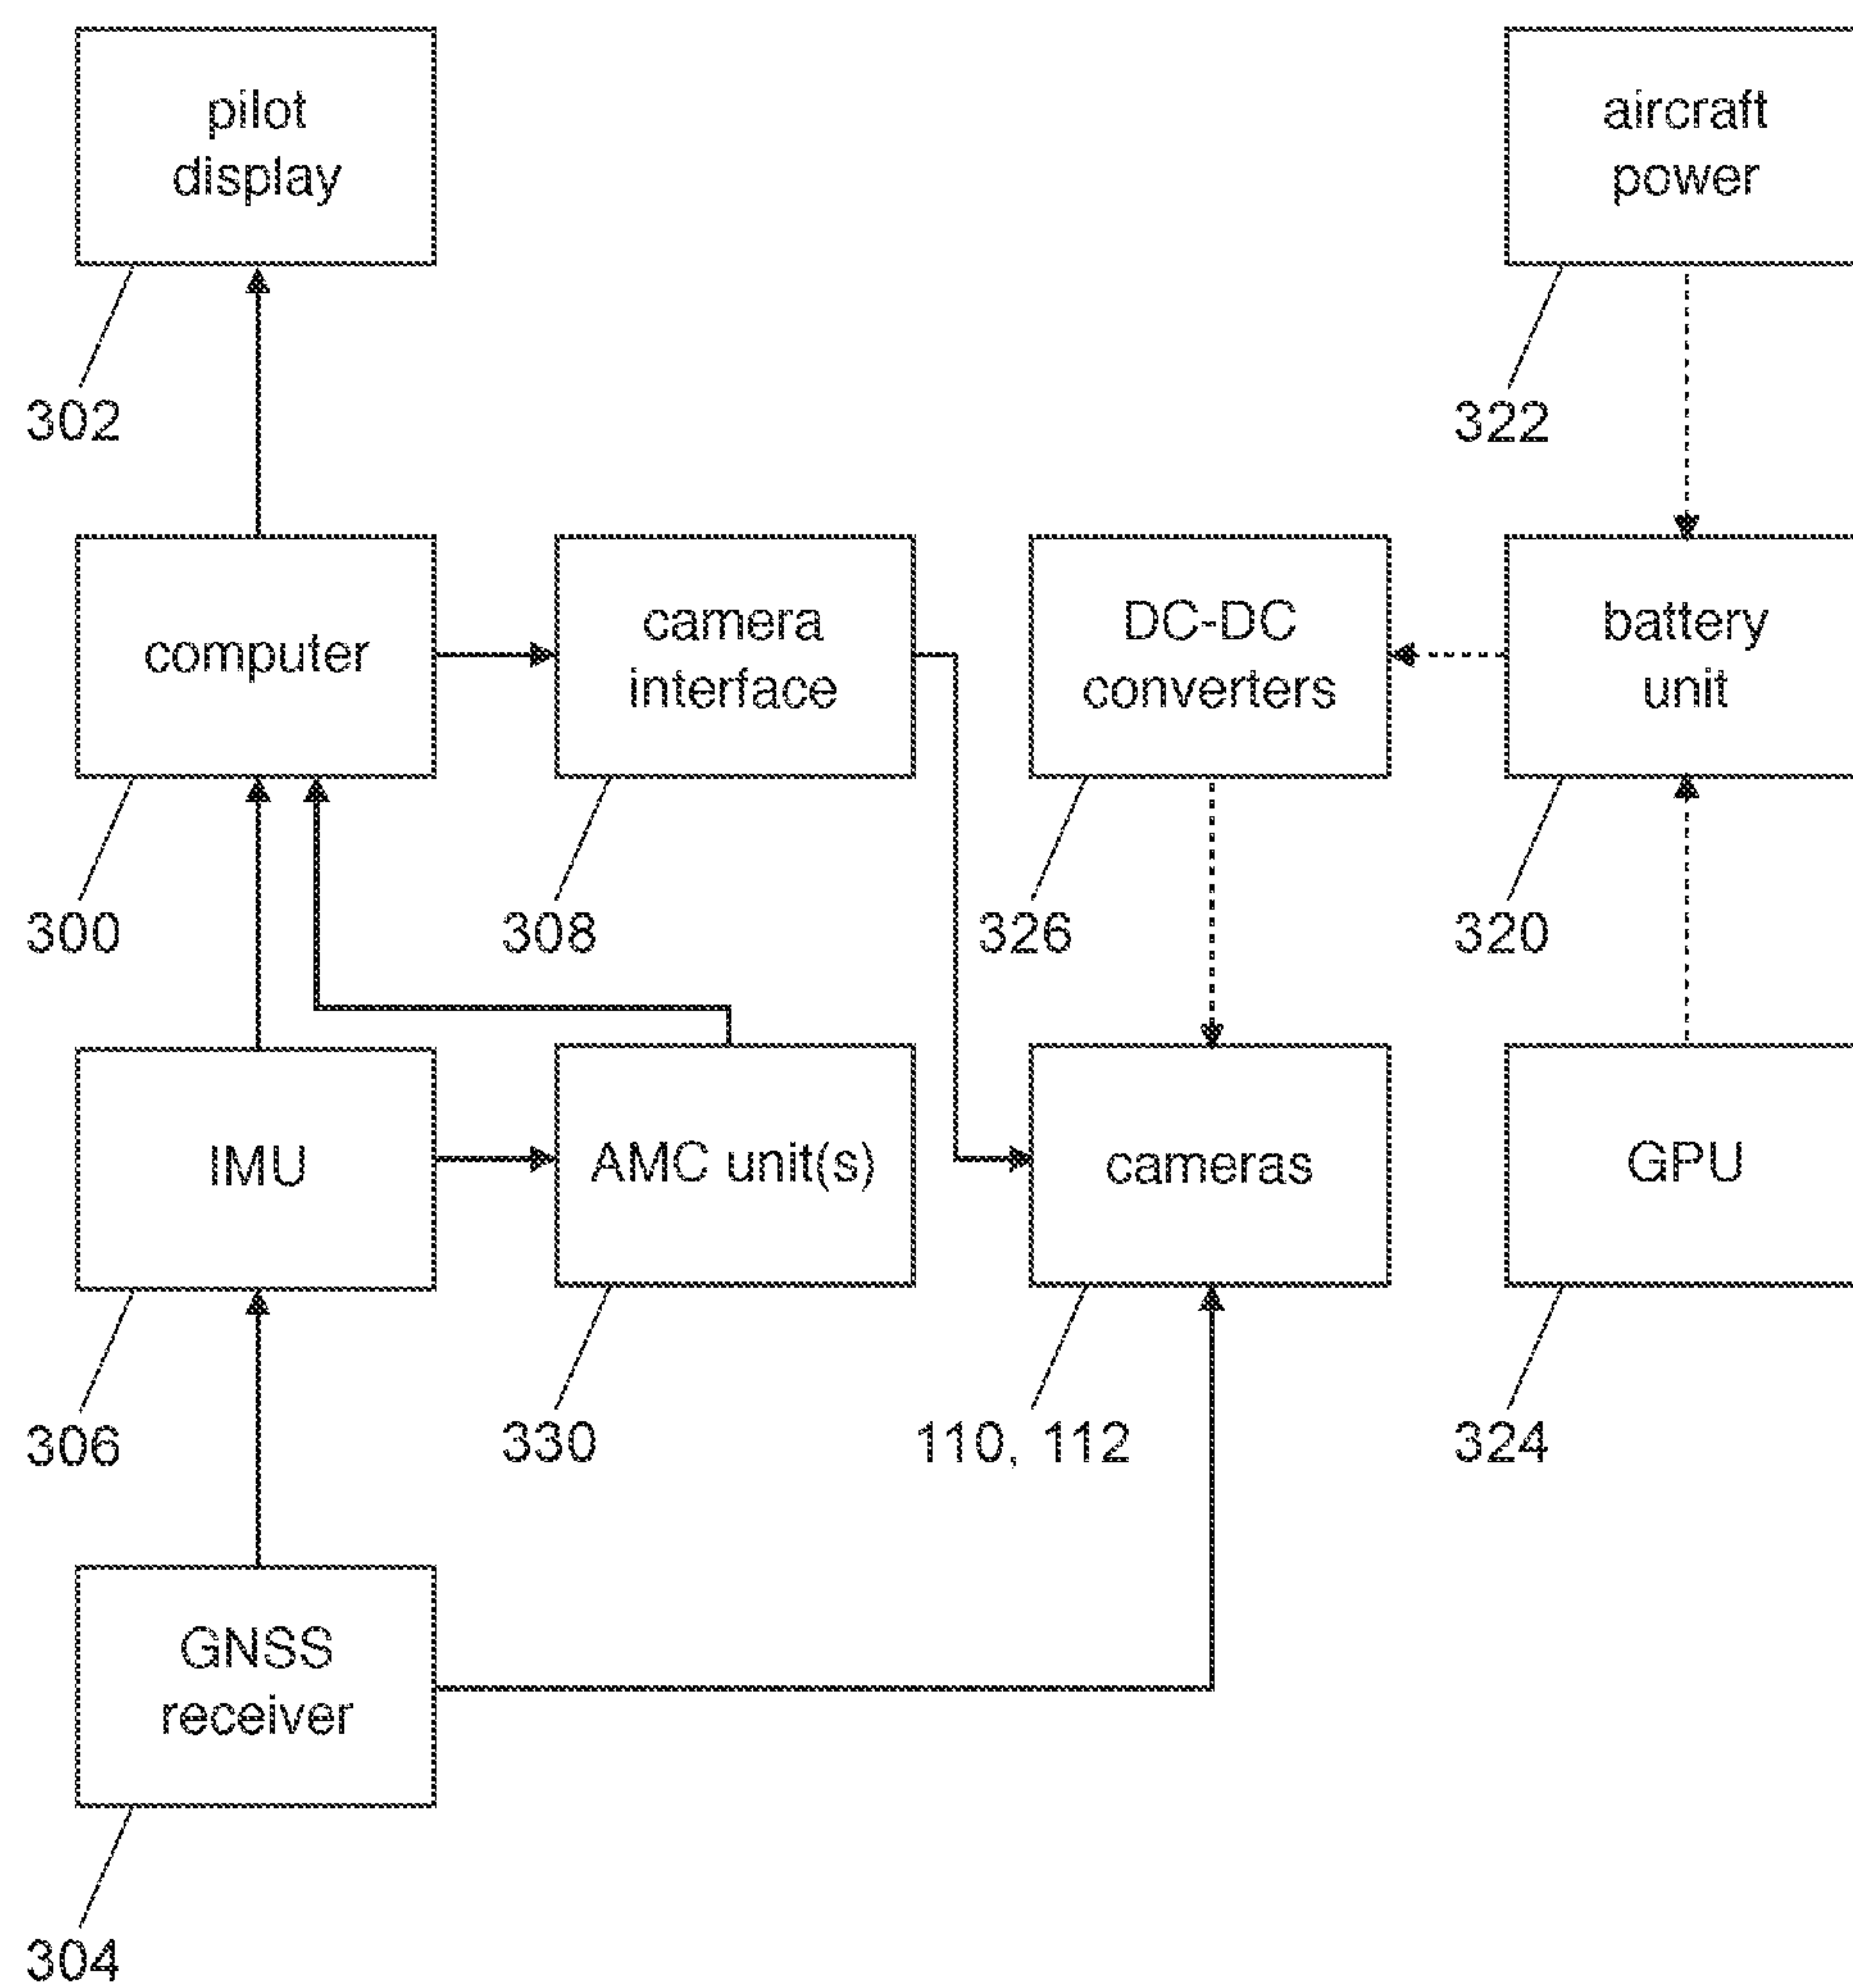 pilot
display
aircraft
power
302
322
computer
camera
interface
DC-DC
converters
battery
unit
300
308
326
320
IMU
AMC unit(s)
cameras
GPU
306
330
110, 112
324
GNSS
receiver
304